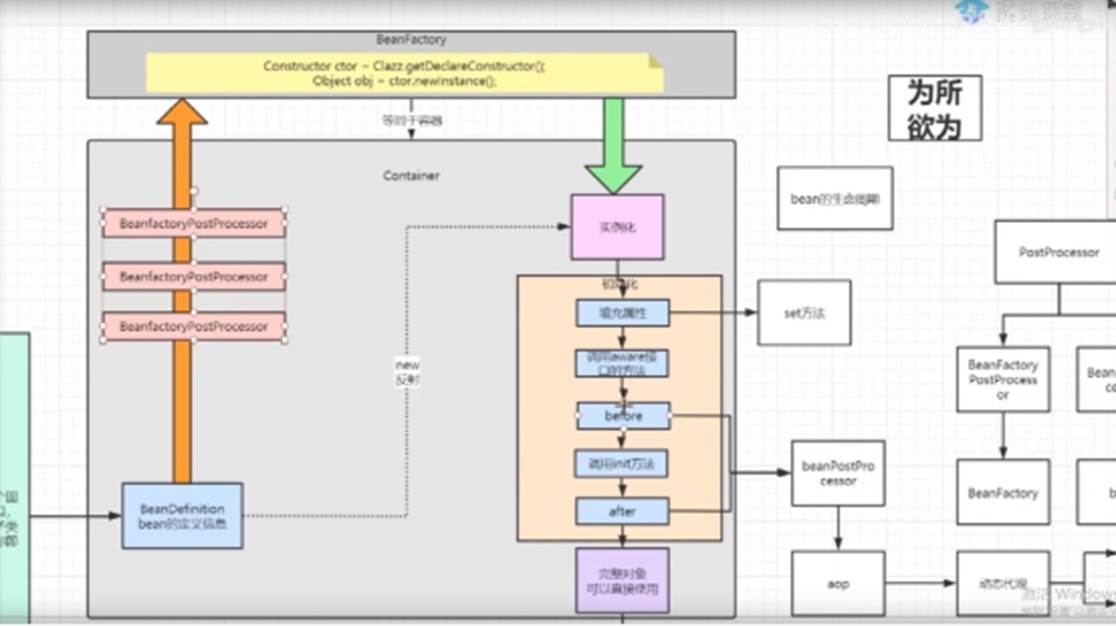 BeanFactory
Constructor ctor = Clazz.getDeclareConstructor();
Object obj = ctor.newInstance();
等同于容器
Container
BeanfactoryPostProcessor
BeanfactoryPostProcessor
BeanfactoryPostProcessor
BeanDefinition
bean的定义信息
new
反射
实例化
初始化
填充属性
调用aware接
口的方法
before
调用init方法
after
完整对象
可以直接使用
为所
欲为
bean的生命周期
set方法
beanPostPro
cessor
aop
动态代理
PostProcessor
BeanFactory
PostProcess
or
BeanFactory
Bean
b
激活 Windows